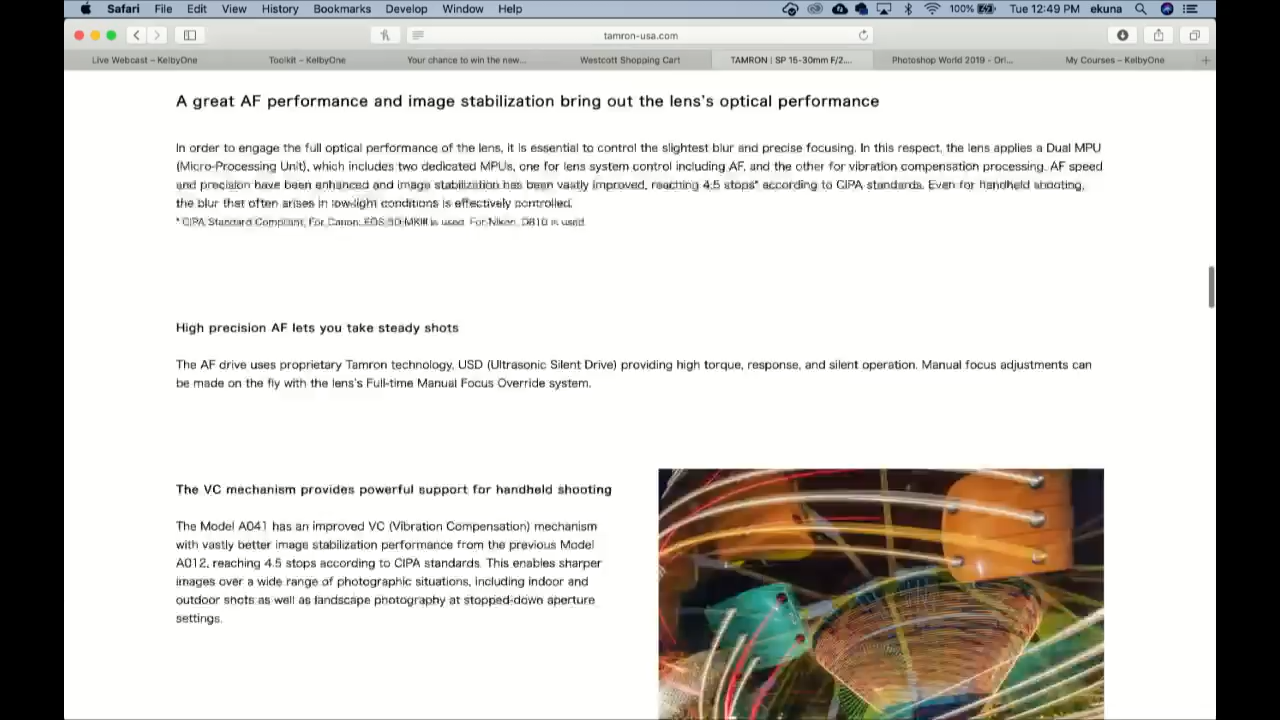 Safari File Edit View History Bookmarks Develop Window Help 100% Tue 12:49 PM ekuna
tamron-usa.com
Live Webcast – KelbyOne Toolkit – KelbyOne Your chance to win the new... Westcott Shopping Cart TAMRON | SP 15-30mm F/2.... Photoshop World 2019 - Orl... My Courses – KelbyOne
A great AF performance and image stabilization bring out the lens's optical performance
In order to engage the full optical performance of the lens, it is essential to control the slightest blur and precise focusing. In this respect, the lens applies a Dual MPU
(Micro-Processing Unit), which includes two dedicated MPUs, one for lens system control including AF, and the other for vibration compensation processing. AF speed
and precision have been enhanced and image stabilization has been vastly improved, reaching 4.5 stops* according to CIPA standards. Even for handheld shooting,
the blur that often arises in low-light conditions is effectively controlled.
* CIPA Standard Compliant, For Canon: EOS-5D MKIII is used For Nikon, D810 is used
High precision AF lets you take steady shots
The AF drive uses proprietary Tamron technology, USD (Ultrasonic Silent Drive) providing high torque, response, and silent operation. Manual focus adjustments can
be made on the fly with the lens's Full-time Manual Focus Override system.
The VC mechanism provides powerful support for handheld shooting
The Model A041 has an improved VC (Vibration Compensation) mechanism
with vastly better image stabilization performance from the previous Model
A012, reaching 4.5 stops according to CIPA standards. This enables sharper
images over a wide range of photographic situations, including indoor and
outdoor shots as well as landscape photography at stopped-down aperture
settings.